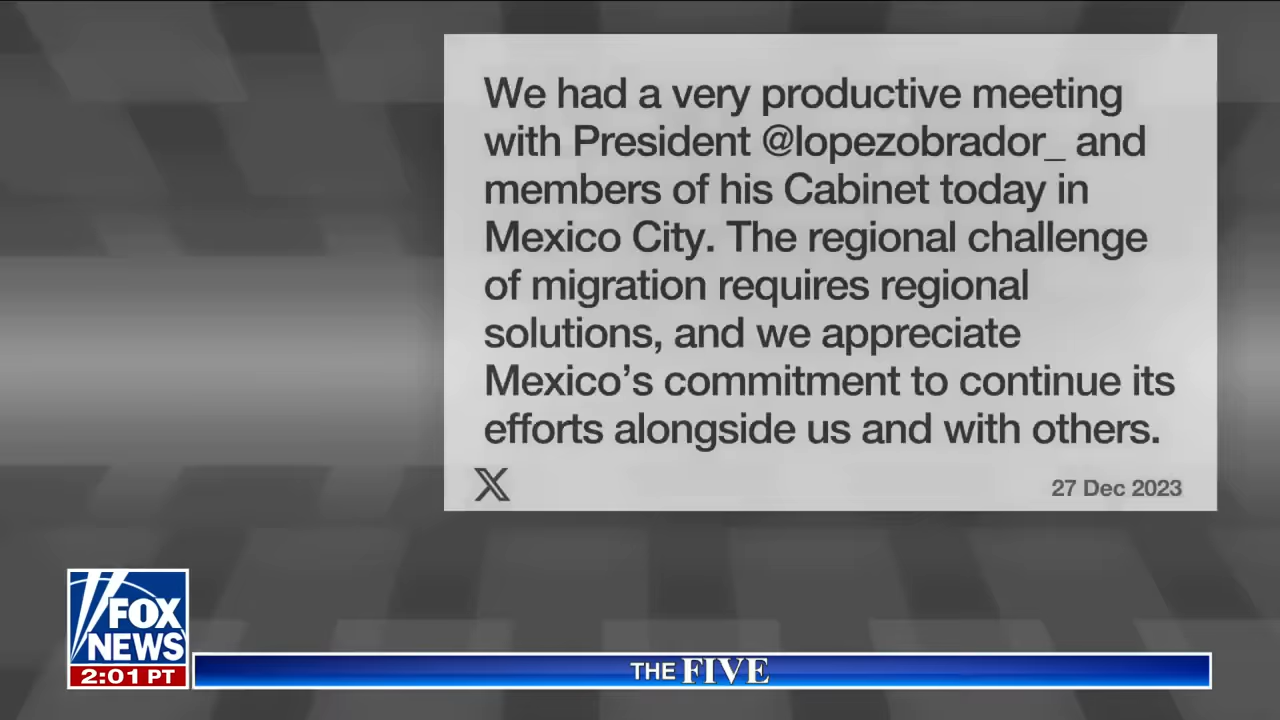 We had a very productive meeting
with President @lopezobrador_ and
members of his Cabinet today in
Mexico City. The regional challenge
of migration requires regional
solutions, and we appreciate
Mexico’s commitment to continue its
efforts alongside us and with others.
X
27 Dec 2023
FOX
NEWS
2:01 PT
THE FIVE